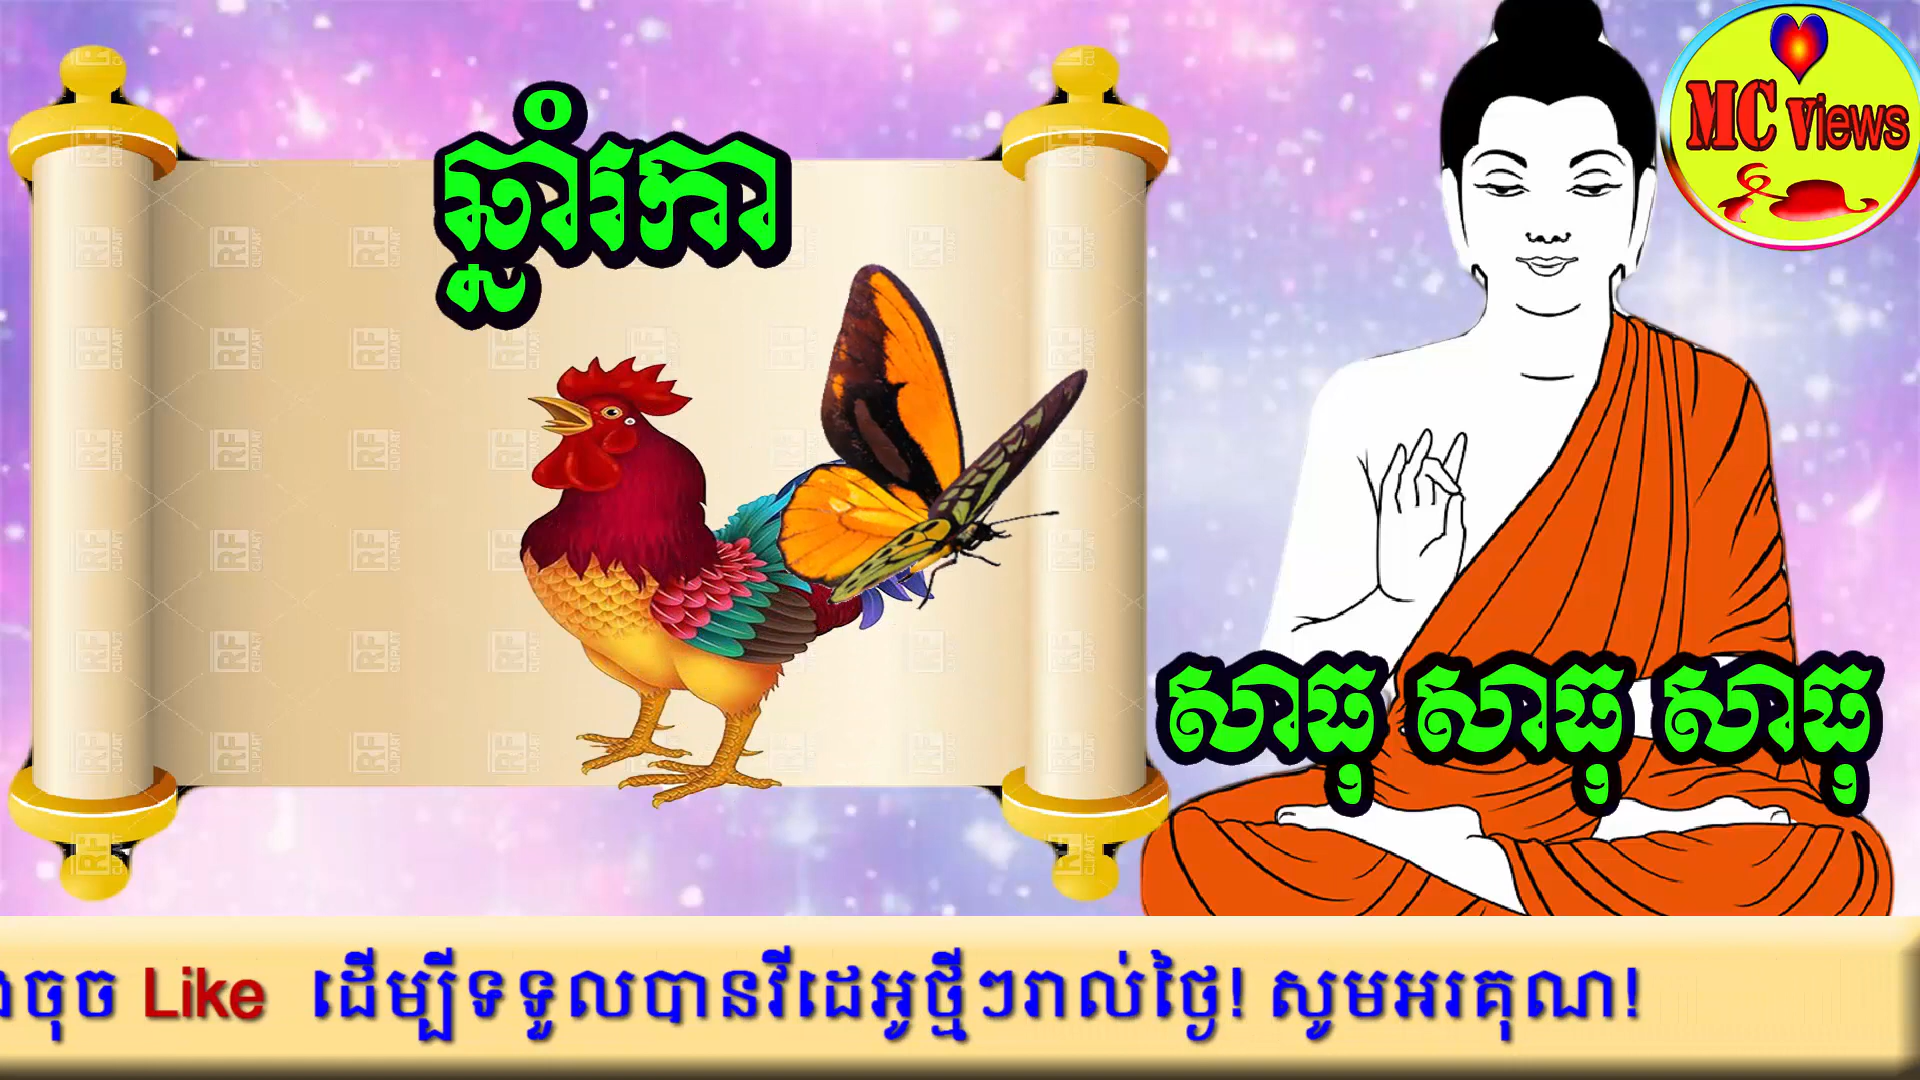 ឆ្នាំរកា
MC Views
សាធុ សាធុ សាធុ
ចុច Like ដើម្បីទទួលបានវីដេអូថ្មីៗរាល់ថ្ងៃ! សូមអរគុណ!